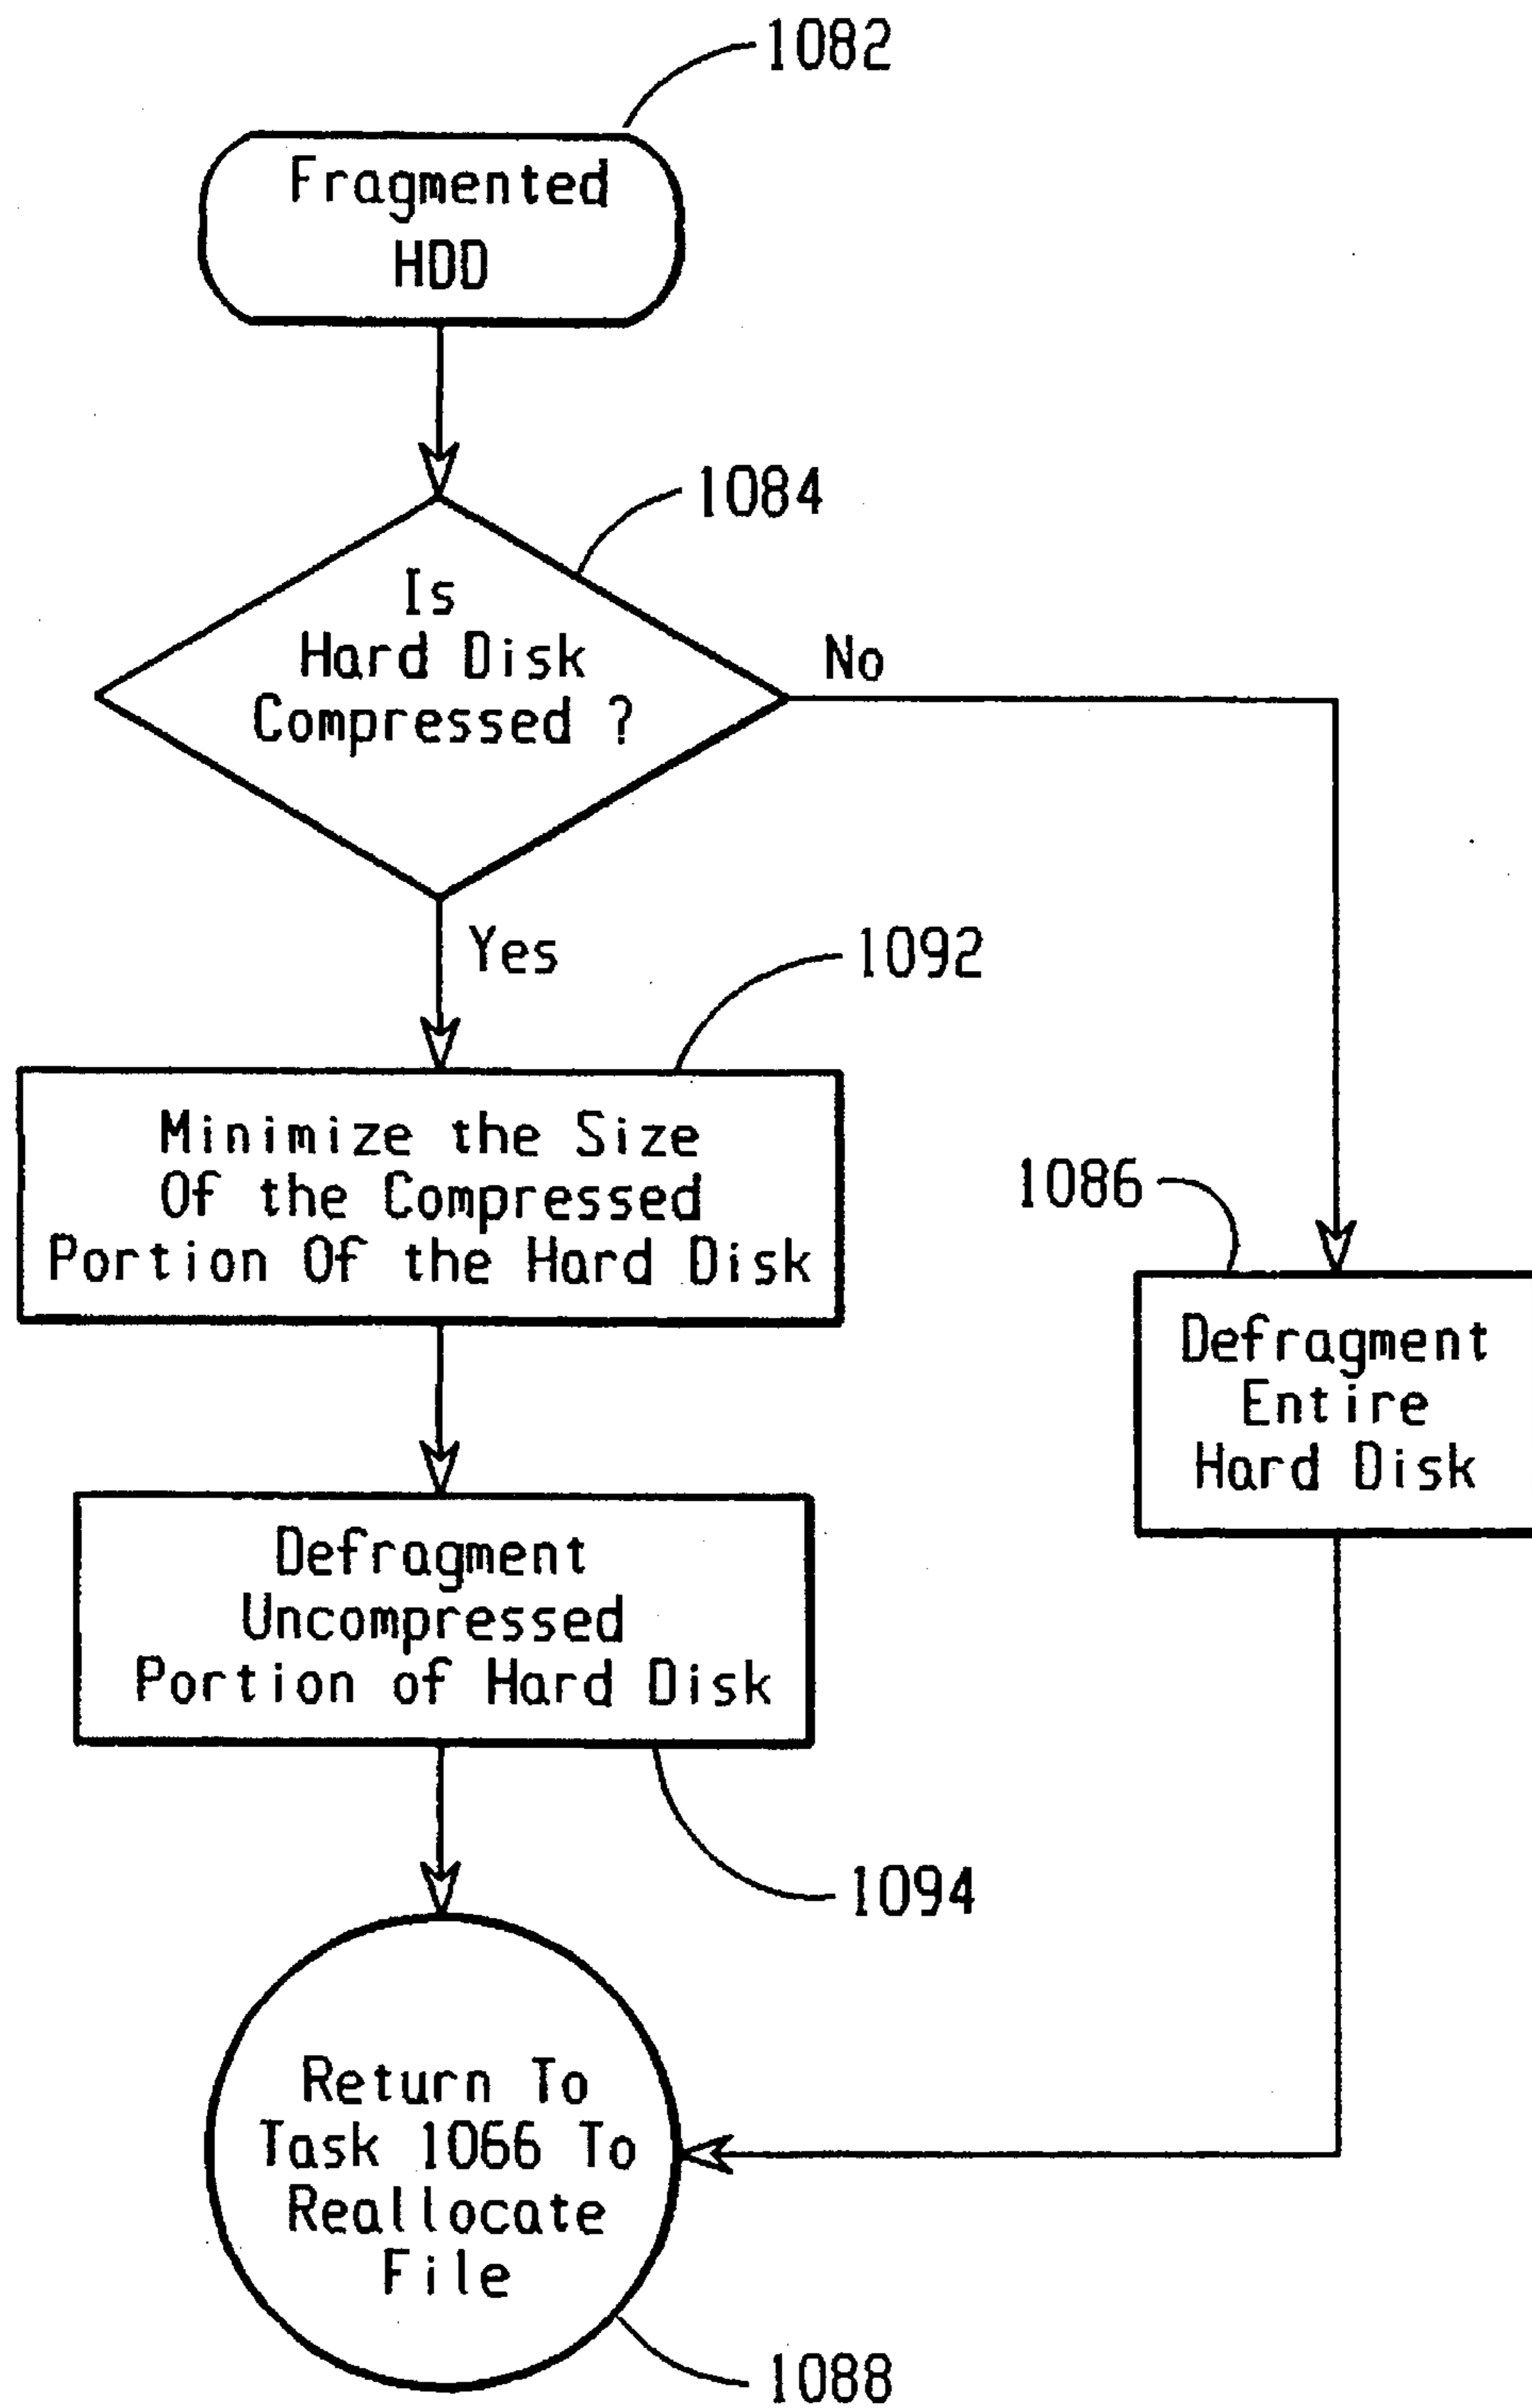 1082
Fragmented
HDD
1084
Is
Hard Disk
Compressed ?
No
Yes
1092
Minimize the Size
Of the Compressed
Portion Of the Hard Disk
1086
Defragment
Entire
Hard Disk
Defragment
Uncompressed
Portion of Hard Disk
1094
Return To
Task 1066 To
Reallocate
File
1088